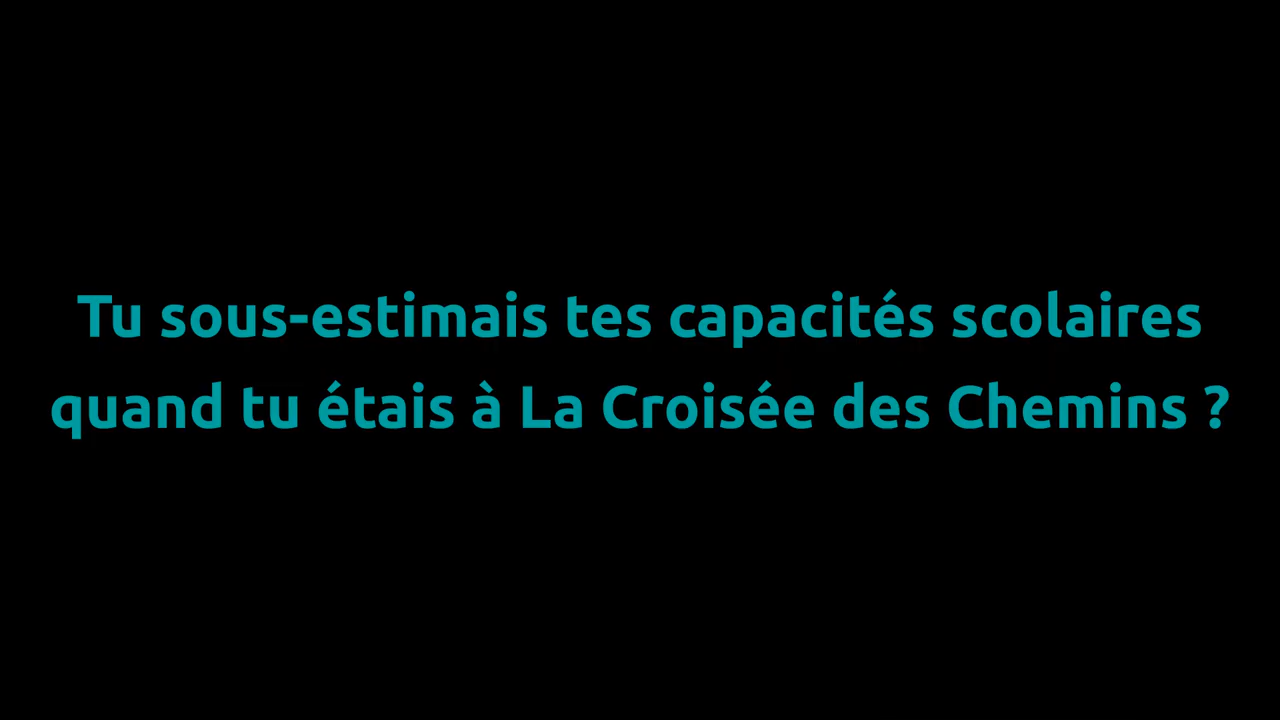 Tu sous-estimais tes capacités scolaires
quand tu étais à La Croisée des Chemins ?